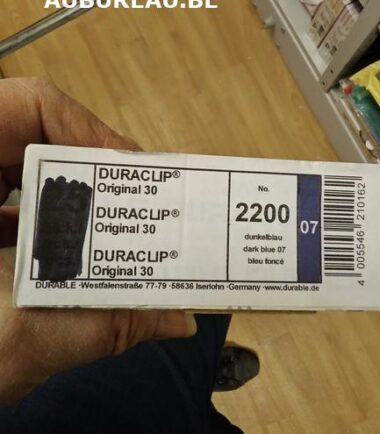 AUBUREAU.BE
DURACLIP®
Original 30
DURACLIP®
Original 30
DURACLIP®
Original 30
No.
2200
dunkelblau
dark blue 07
bleu foncé
07
4 005546 210162
DURABLE ·Westfalenstraße 77-79 ·58636 Iserlohn ·Germany ·www.durable.de